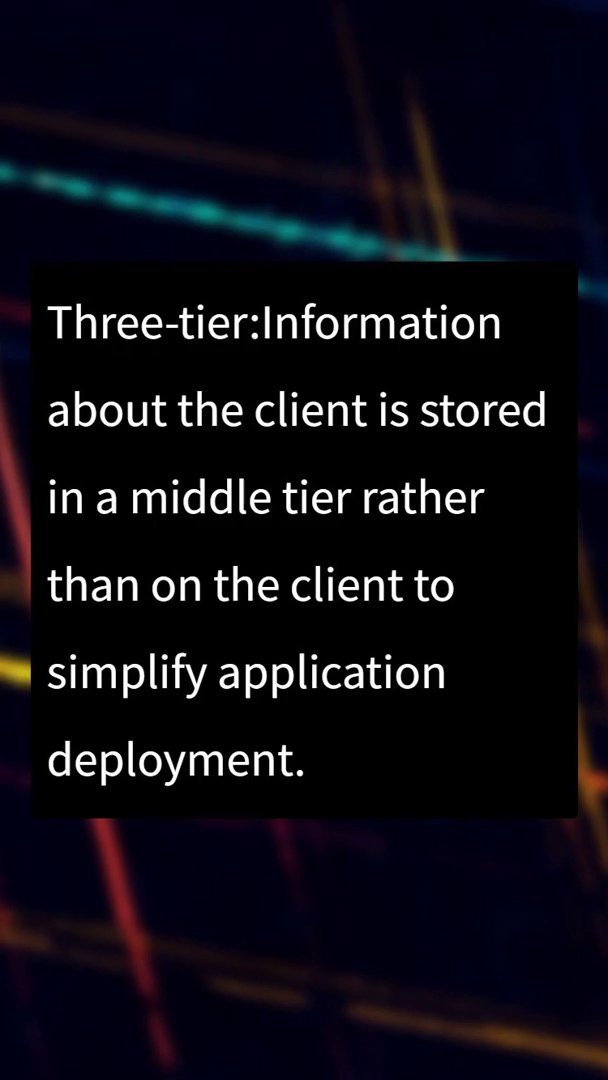 Three-tier:Information
about the client is stored
in a middle tier rather
than on the client to
simplify application
deployment.